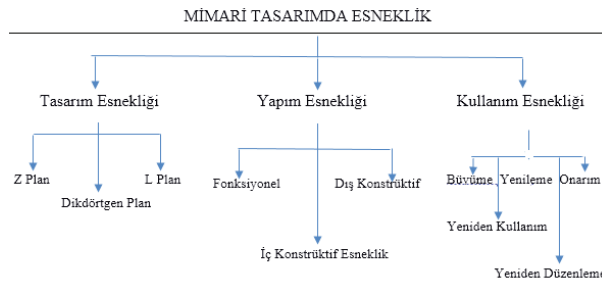 MİMARİ TASARIMDA ESNEKLİK
Tasarım Esnekliği
Yapım Esnekliği
Kullanım Esnekliği
Z Plan
L Plan
Dikdörtgen Plan
Fonksiyonel
Dış Konstrüktif
İç Konstrüktif Esneklik
Büyüme
Yenileme
Onarım
Yeniden Kullanım
Yeniden Düzenleme